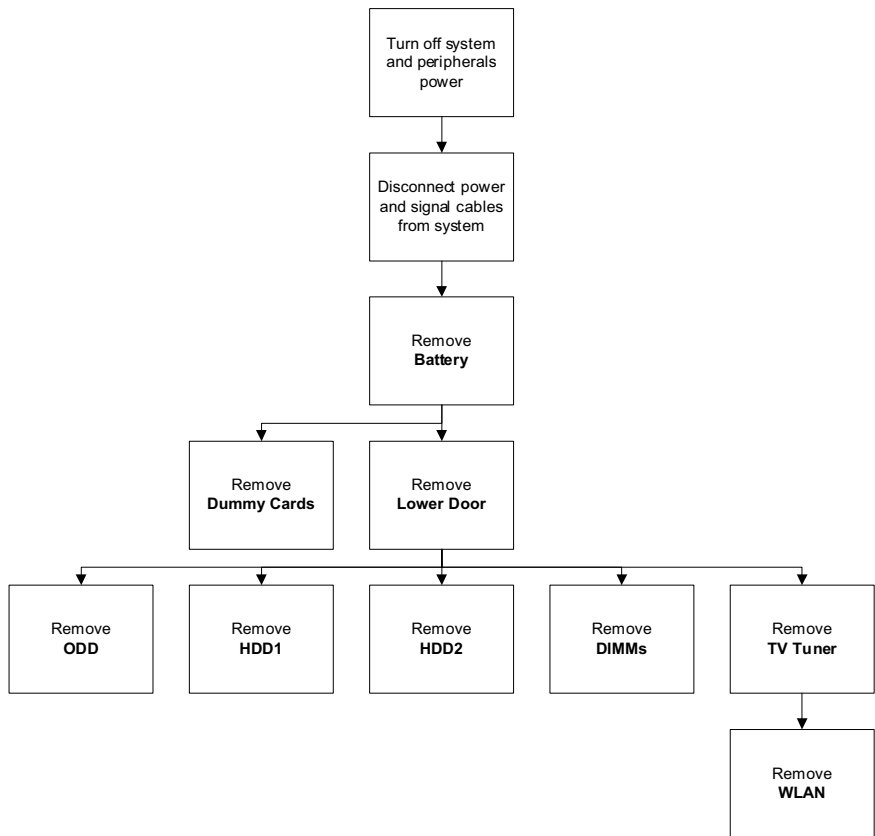 Turn off system
and peripherals
power
Disconnect power
and signal cables
from system
Remove
Battery
Remove
Dummy Cards
Remove
Lower Door
Remove
ODD
Remove
HDD1
Remove
HDD2
Remove
DIMMs
Remove
TV Tuner
Remove
WLAN